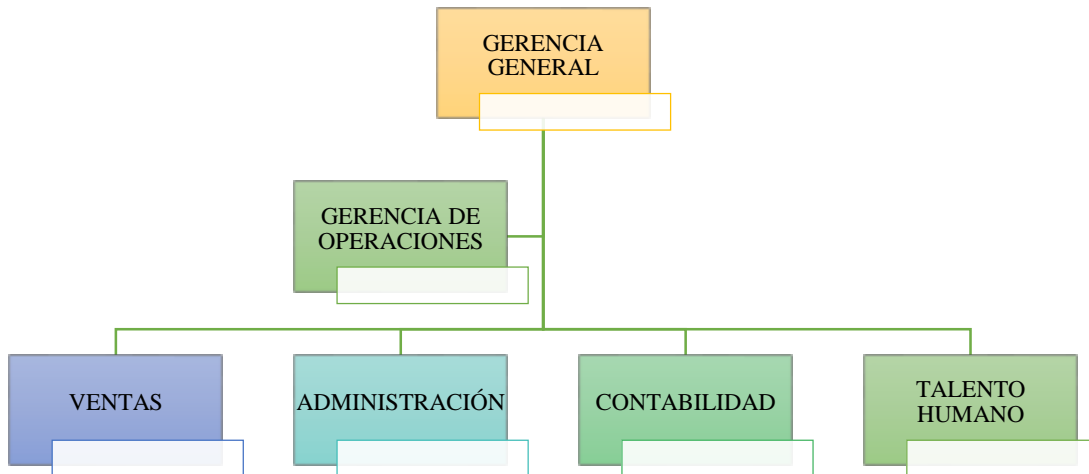 GERENCIA
GENERAL
GERENCIA DE
OPERACIONES
VENTAS
ADMINISTRACIÓN
CONTABILIDAD
TALENTO
HUMANO